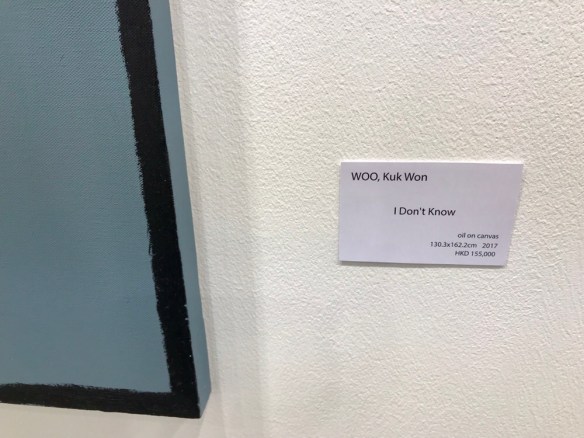 WOO, Kuk Won
I Don't Know
oil on canvas
130.3x162.2cm 2017
HKD 155,000